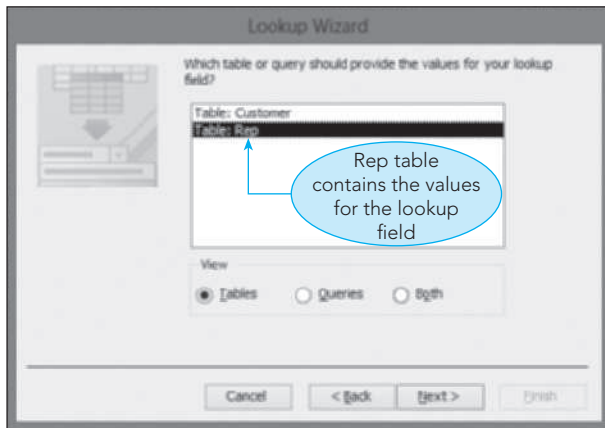 Lookup Wizard
Which table or query should provide the values for your lookup
field?
Table: Customer
Table: Rep
Rep table
contains the values
for the lookup
field
View
Tables
Queries
Both
Cancel
< Back
Next >
Finish